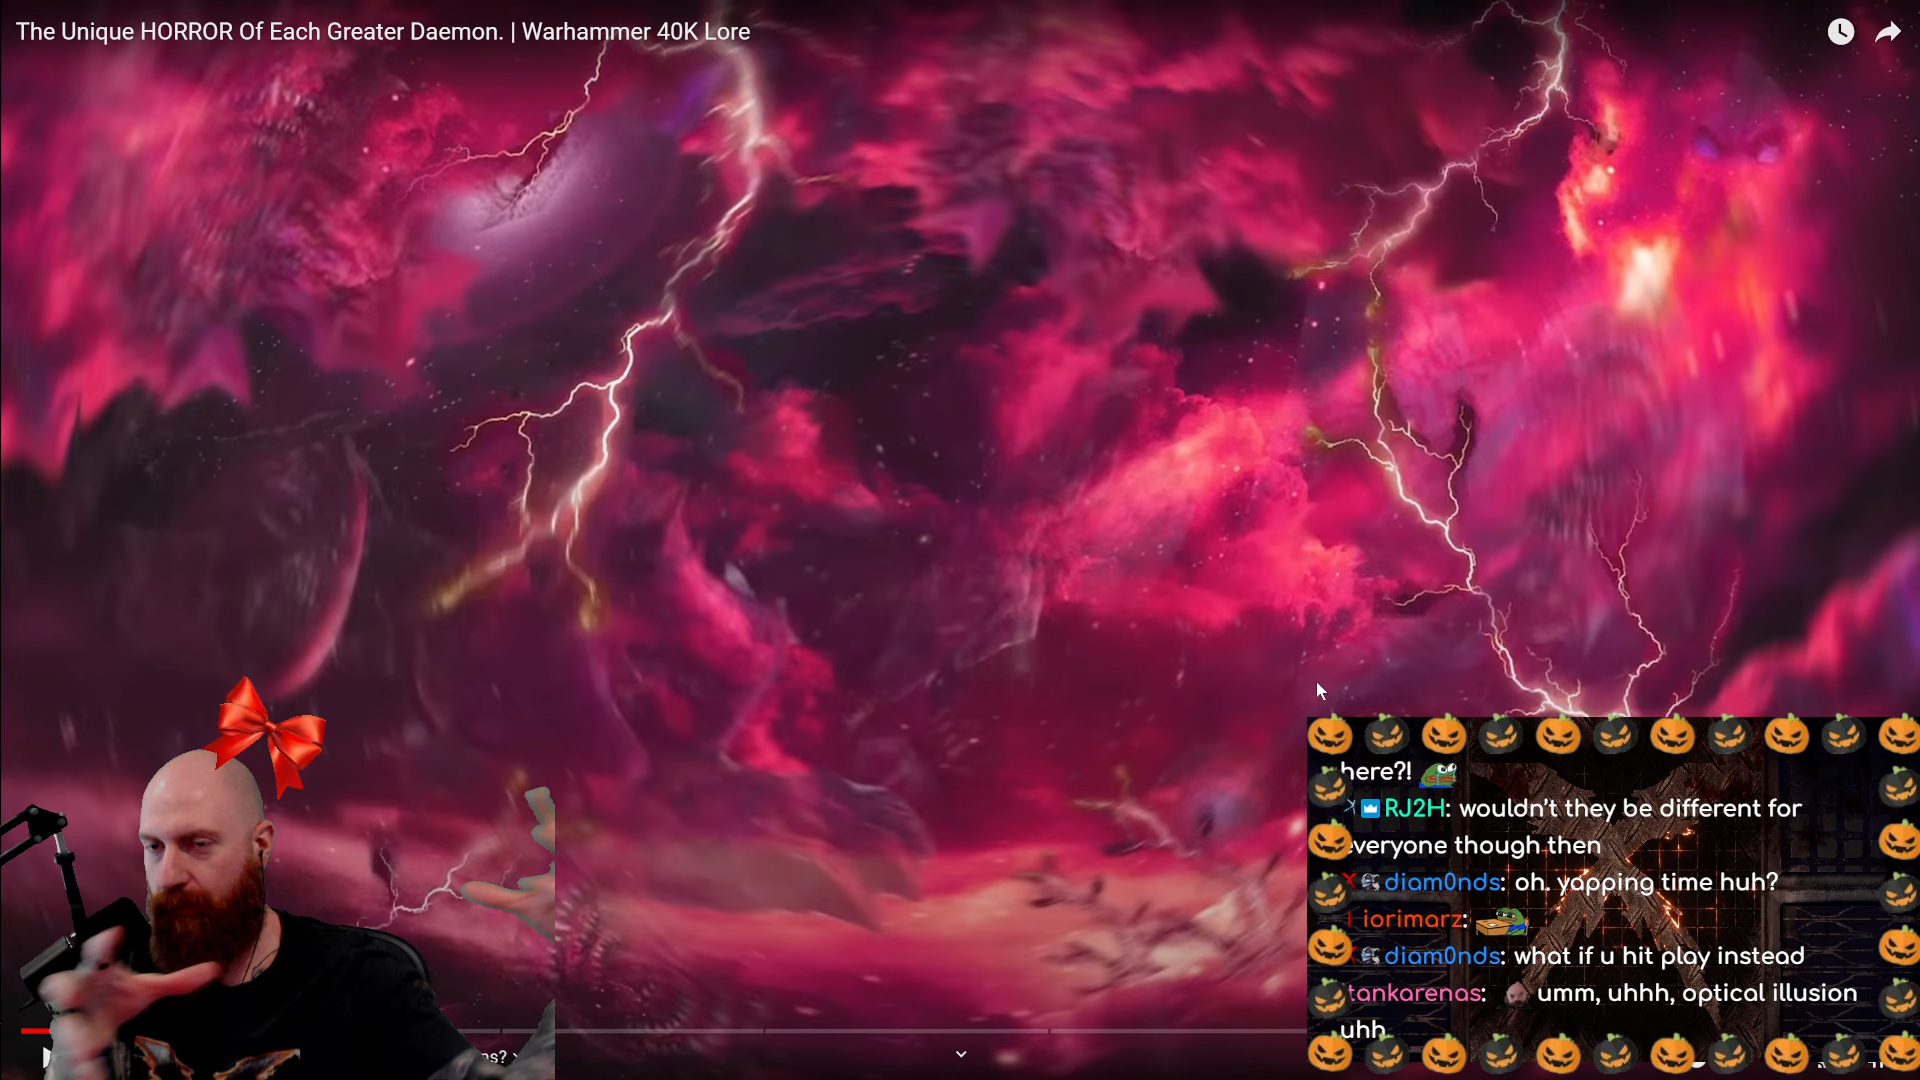 The Unique HORROR Of Each Greater Daemon. | Warhammer 40K Lore
here?!
RJ2H: wouldn't they be different for
everyone though then
diam0nds: oh. yapping time huh?
iorimarz:
diam0nds: what if u hit play instead
tankarenas: umm, uhhh, optical illusion
uhh
ns?